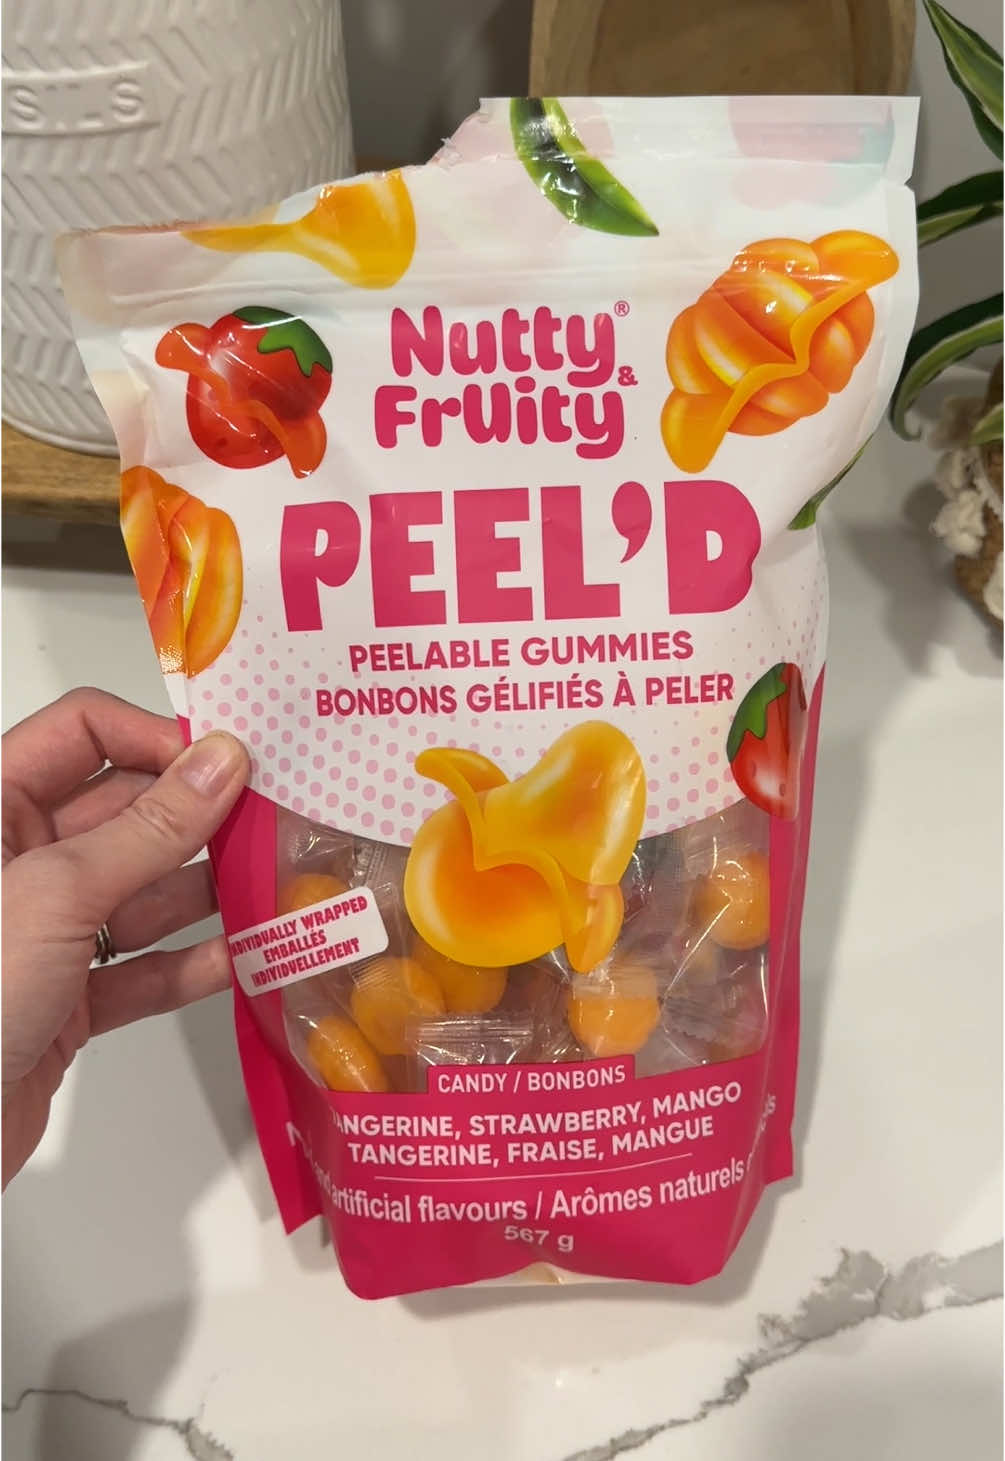 Nutty®
& Fruity
PEEL'D
PEELABLE GUMMIES
BONBONS GÉLIFIÉS À PELER
INDIVIDUALLY WRAPPED
EMBALLÉS
INDIVIDUELLEMENT
CANDY / BONBONS
TANGERINE, STRAWBERRY, MANGO
TANGERINE, FRAISE, MANGUE
artificial flavours / Arômes naturels
567 g